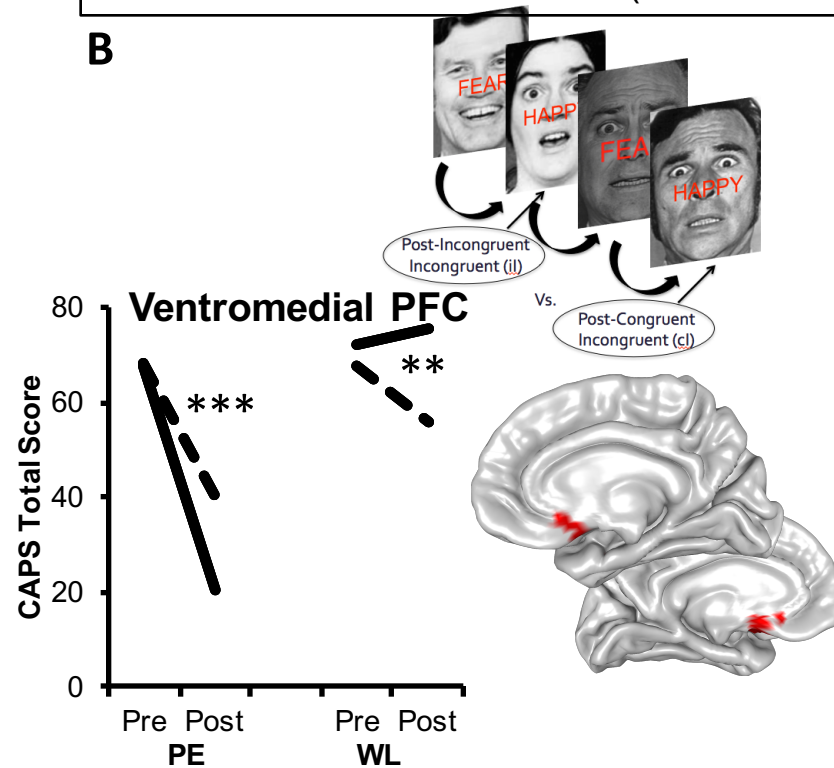 B
FEAR
HAPP
FEA
HAPPY
Post-Incongruent
Incongruent (iI)
Vs.
Post-Congruent
Incongruent (cI)
Ventromedial PFC
CAPS Total Score
80
60
40
20
0
***
**
Pre Post
PE
Pre Post
WL